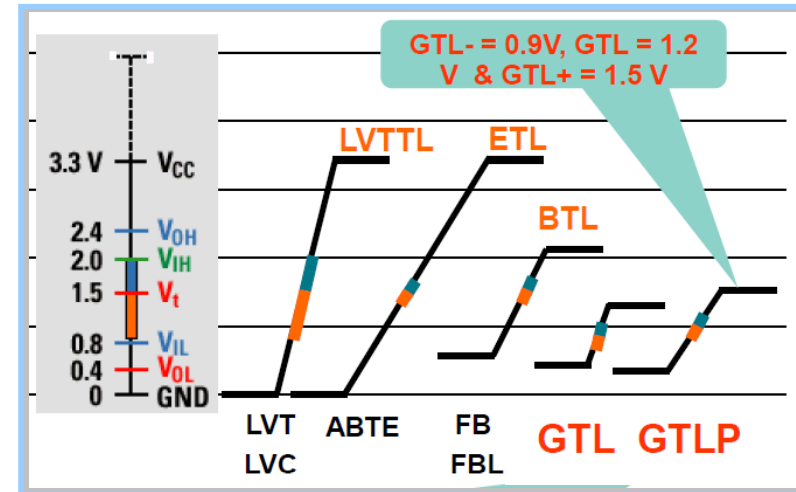 GTL- = 0.9V, GTL = 1.2
V & GTL+ = 1.5 V
LVTTL
ETL
BTL
3.3 V VCC
2.4 VOH
2.0 VIH
1.5 Vt
0.8 VIL
0.4 VOL
0 GND
LVT
LVC
ABTE
FB
FBL
GTL
GTLP